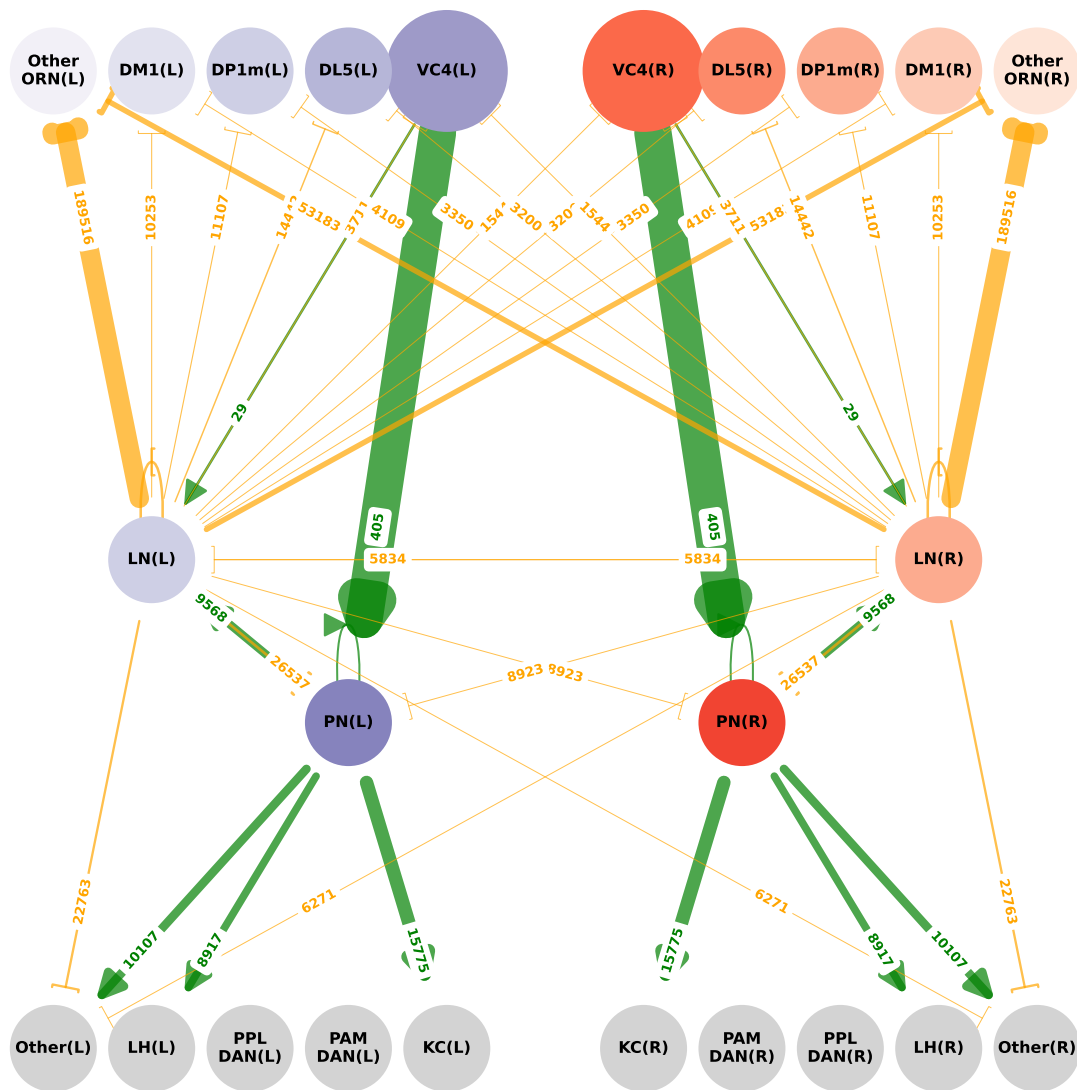 Other
ORN(L)
DM1(L)
DP1m(L)
DL5(L)
VC4(L)
VC4(R)
DL5(R)
DP1m(R)
DM1(R)
Other
ORN(R)
189516
10253
11107
53183
3711
4109
3350
3200
1544
3350
3711
14442
11107
10253
189516
29
29
405
405
LN(L)
5834
5834
LN(R)
9568
9568
26537
8923
8923
26537
PN(L)
PN(R)
22763
10107
8917
6271
15775
15775
6271
8917
10107
22763
Other(L)
LH(L)
PPL
DAN(L)
PAM
DAN(L)
KC(L)
KC(R)
PAM
DAN(R)
PPL
DAN(R)
LH(R)
Other(R)